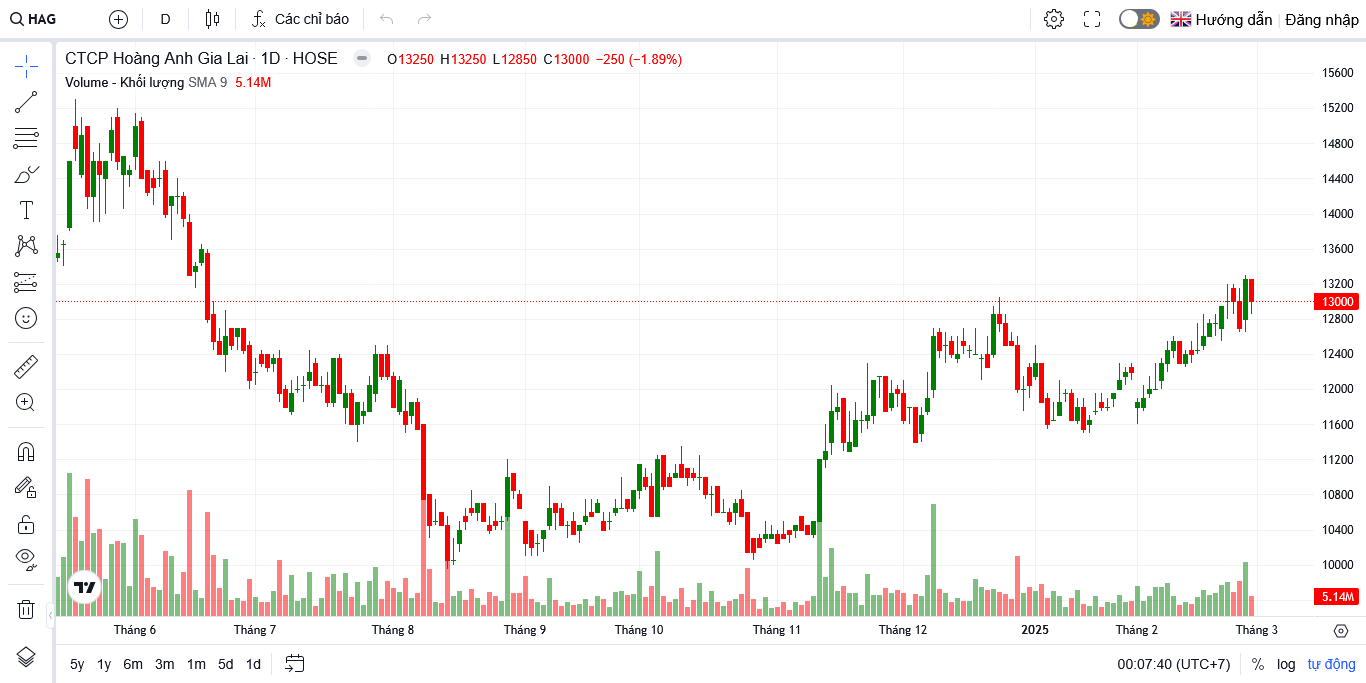 HAG D Các chỉ báo Hướng dẫn Đăng nhập
CTCP Hoàng Anh Gia Lai · 1D · HOSE O13250 H13250 L12850 C13000 −250 (−1.89%)
Volume - Khối lượng SMA 9 5.14M
15600
15200
14800
14400
14000
13600
13200
13000
12800
12400
12000
11600
11200
10800
10400
10000
5.14M
Tháng 6 Tháng 7 Tháng 8 Tháng 9 Tháng 10 Tháng 11 Tháng 12 2025 Tháng 2 Tháng 3
5y 1y 6m 3m 1m 5d 1d 00:07:40 (UTC+7) % log tự động